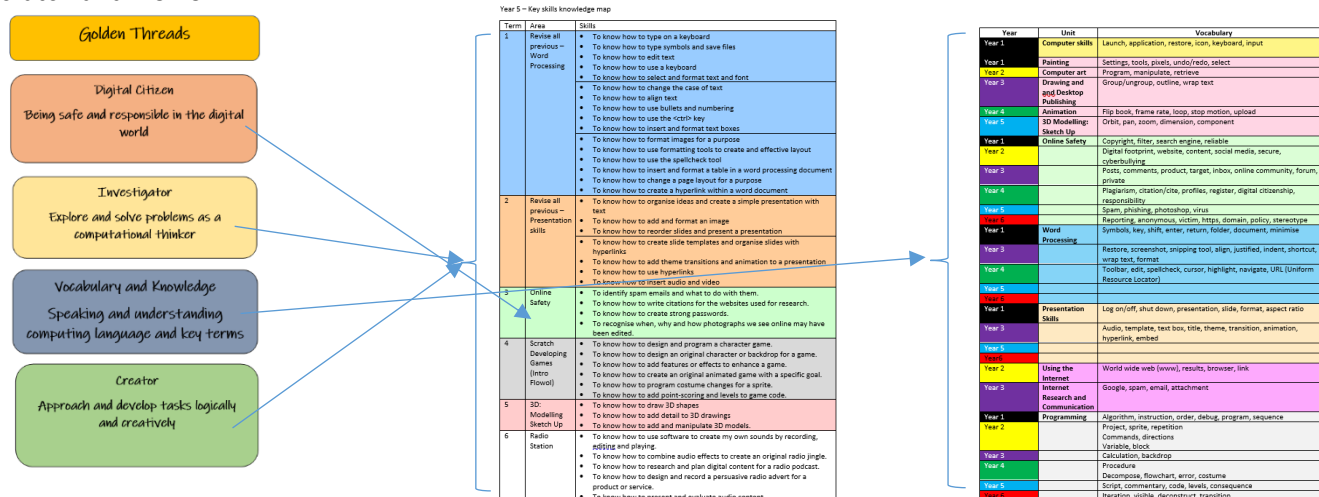 Golden Threads
Digital Citizen
Being safe and responsible in the digital
world
Investigator
Explore and solve problems as a
computational thinker
Vocabulary and Knowledge
Speaking and understanding
computing language and key terms
Creator
Approach and develop tasks logically
and creatively
Year 5 – Key skills knowledge map
Term Area Skills
1 Revise all previous – Word Processing
• To know how to type on a keyboard
• To know how to type symbols and save files
• To know how to edit text
• To know how to use a keyboard
• To know how to select and format text and font
• To know how to change the case of text
• To know how to align text
• To know how to use bullets and numbering
• To know how to use the <ctrl> key
• To know how to insert and format text boxes
• To know how to format images for a purpose
• To know how to use formatting tools to create and effective layout
• To know how to use the spellcheck tool
• To know how to insert and format a table in a word processing document
• To know how to change a page layout for a purpose
• To know how to create a hyperlink within a word document
2 Revise all previous – Presentation skills
• To know how to organise ideas and create a simple presentation with
text
• To know how to add and format an image
• To know how to reorder slides and present a presentation
• To know how to create slide templates and organise slides with
hyperlinks
• To know how to add theme transitions and animation to a presentation
• To know how to use hyperlinks
• To know how to insert audio and video
3 Online Safety
• To identify spam emails and what to do with them.
• To know how to write citations for the websites used for research.
• To know how to create strong passwords.
• To recognise when, why and how photographs we see online may have
been edited.
4 Scratch Developing Games (Intro Flowol)
• To know how to design and program a character game.
• To know how to design an original character or backdrop for a game.
• To know how to add features or effects to enhance a game.
• To know how to create an original animated game with a specific goal.
• To know how to program costume changes for a sprite.
• To know how to add point-scoring and levels to game code.
5 3D: Modelling Sketch Up
• To know how to draw 3D shapes
• To know how to add detail to 3D drawings
• To know how to add and manipulate 3D models.
6 Radio Station
• To know how to use software to create my own sounds by recording,
editing and playing.
• To know how to combine audio effects to create an original radio jingle.
• To know how to research and plan digital content for a radio podcast.
• To know how to design and record a persuasive radio advert for a
product or service.
• To know how to present and evaluate audio content
Year Unit Vocabulary
Year 1 Computer skills Launch, application, restore, icon, keyboard, input
Year 1 Painting Settings, tools, pixels, undo/redo, select
Year 2 Computer art Program, manipulate, retrieve
Year 3 Drawing and and Desktop Publishing Group/ungroup, outline, wrap text
Year 4 Animation Flip book, frame rate, loop, stop motion, upload
Year 5 3D Modelling: Sketch Up Orbit, pan, zoom, dimension, component
Year 1 Online Safety Copyright, filter, search engine, reliable
Year 2 Digital footprint, website, content, social media, secure,
cyberbullying
Year 3 Posts, comments, product, target, inbox, online community, forum,
private
Year 4 Plagiarism, citation/cite, profiles, register, digital citizenship,
responsibility
Year 5 Spam, phishing, photoshop, virus
Year 6 Reporting, anonymous, victim, https, domain, policy, stereotype
Year 1 Word Processing Symbols, key, shift, enter, return, folder, document, minimise
Year 3 Restore, screenshot, snipping tool, align, justified, indent, shortcut,
wrap text, format
Year 4 Toolbar, edit, spellcheck, cursor, highlight, navigate, URL (Uniform
Resource Locator)
Year 5
Year 6
Year 1 Presentation Skills Log on/off, shut down, presentation, slide, format, aspect ratio
Year 3 Audio, template, text box, title, theme, transition, animation,
hyperlink, embed
Year 5
Year6
Year 2 Using the Internet World wide web (www), results, browser, link
Year 3 Internet Research and Communication Google, spam, email, attachment
Year 1 Programming Algorithm, instruction, order, debug, program, sequence
Year 2 Project, sprite, repetition
Commands, directions
Variable, block
Year 3 Calculation, backdrop
Year 4 Procedure
Decompose, flowchart, error, costume
Year 5 Script, commentary, code, levels, consequence
Year 6 Iteration, visible, deconstruct, transition